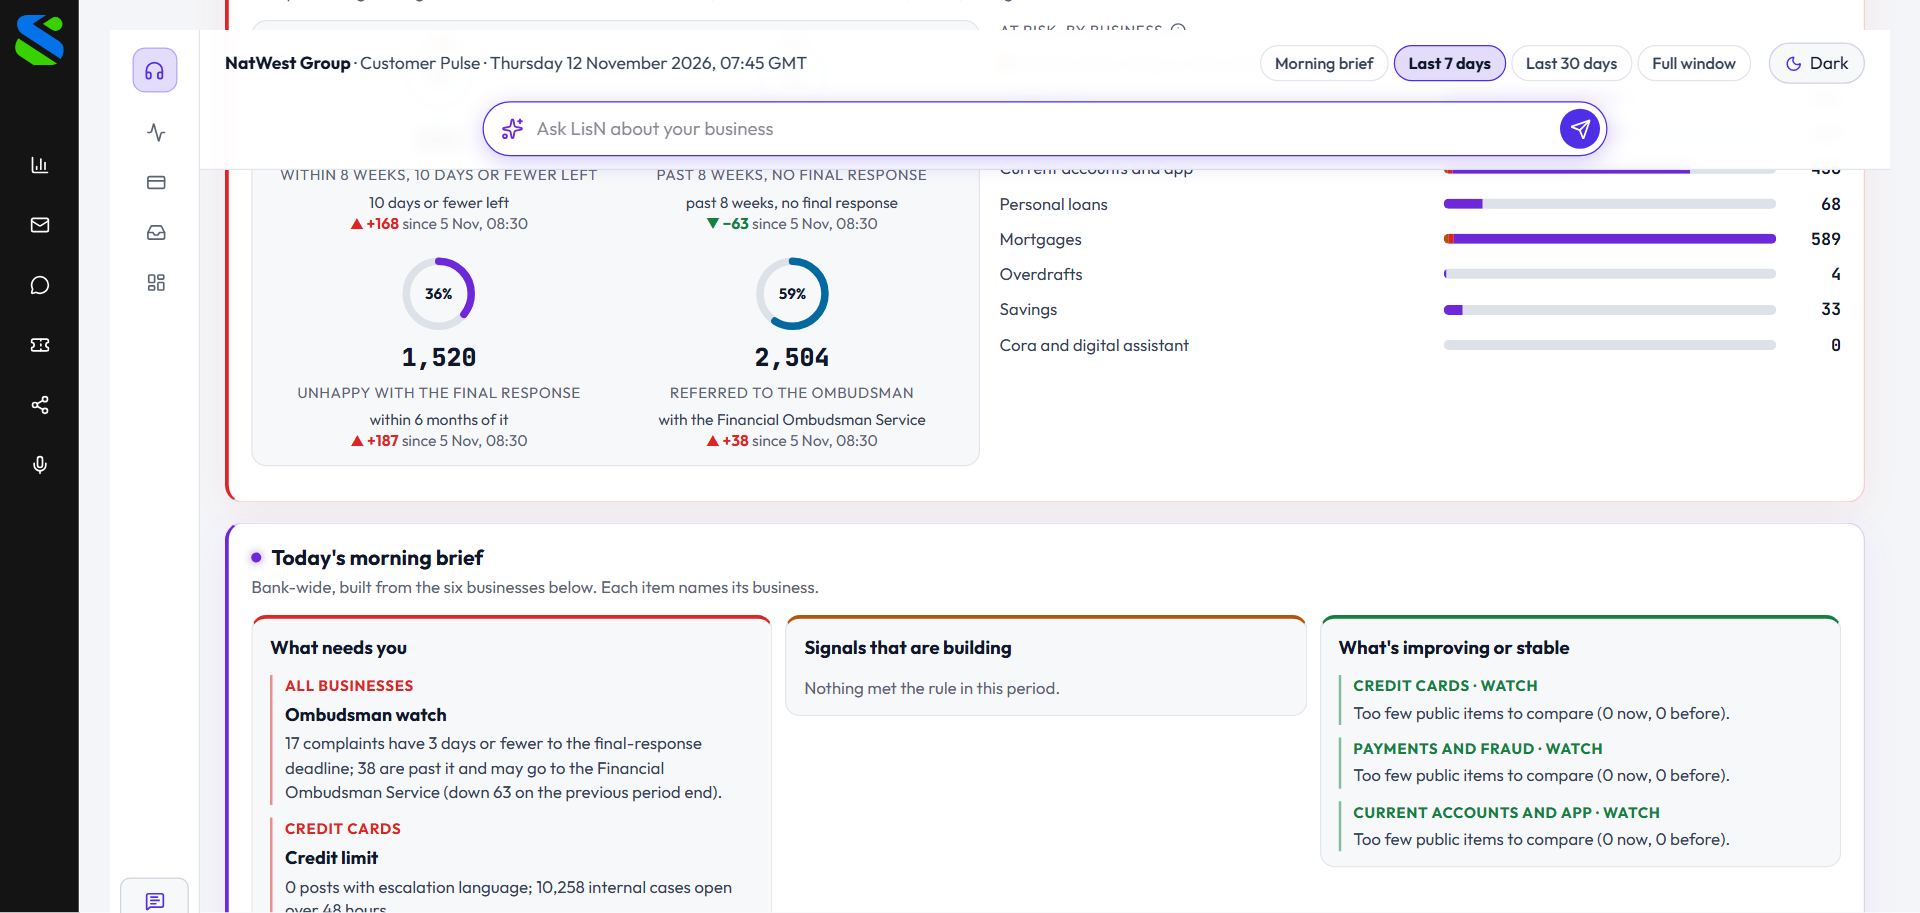 AT RISK, BY BUSINESS
NatWest Group · Customer Pulse · Thursday 12 November 2026, 07:45 GMT
Morning brief
Last 7 days
Last 30 days
Full window
Dark
Ask LisN about your business
WITHIN 8 WEEKS, 10 DAYS OR FEWER LEFT
10 days or fewer left
▲ +168 since 5 Nov, 08:30
PAST 8 WEEKS, NO FINAL RESPONSE
past 8 weeks, no final response
▼ −63 since 5 Nov, 08:30
36%
1,520
UNHAPPY WITH THE FINAL RESPONSE
within 6 months of it
▲ +187 since 5 Nov, 08:30
59%
2,504
REFERRED TO THE OMBUDSMAN
with the Financial Ombudsman Service
▲ +38 since 5 Nov, 08:30
Current accounts and app
Personal loans 68
Mortgages 589
Overdrafts 4
Savings 33
Cora and digital assistant 0
Today's morning brief
Bank-wide, built from the six businesses below. Each item names its business.
What needs you
ALL BUSINESSES
Ombudsman watch
17 complaints have 3 days or fewer to the final-response
deadline; 38 are past it and may go to the Financial
Ombudsman Service (down 63 on the previous period end).
CREDIT CARDS
Credit limit
0 posts with escalation language; 10,258 internal cases open
over 48 hours
Signals that are building
Nothing met the rule in this period.
What's improving or stable
CREDIT CARDS · WATCH
Too few public items to compare (0 now, 0 before).
PAYMENTS AND FRAUD · WATCH
Too few public items to compare (0 now, 0 before).
CURRENT ACCOUNTS AND APP · WATCH
Too few public items to compare (0 now, 0 before).